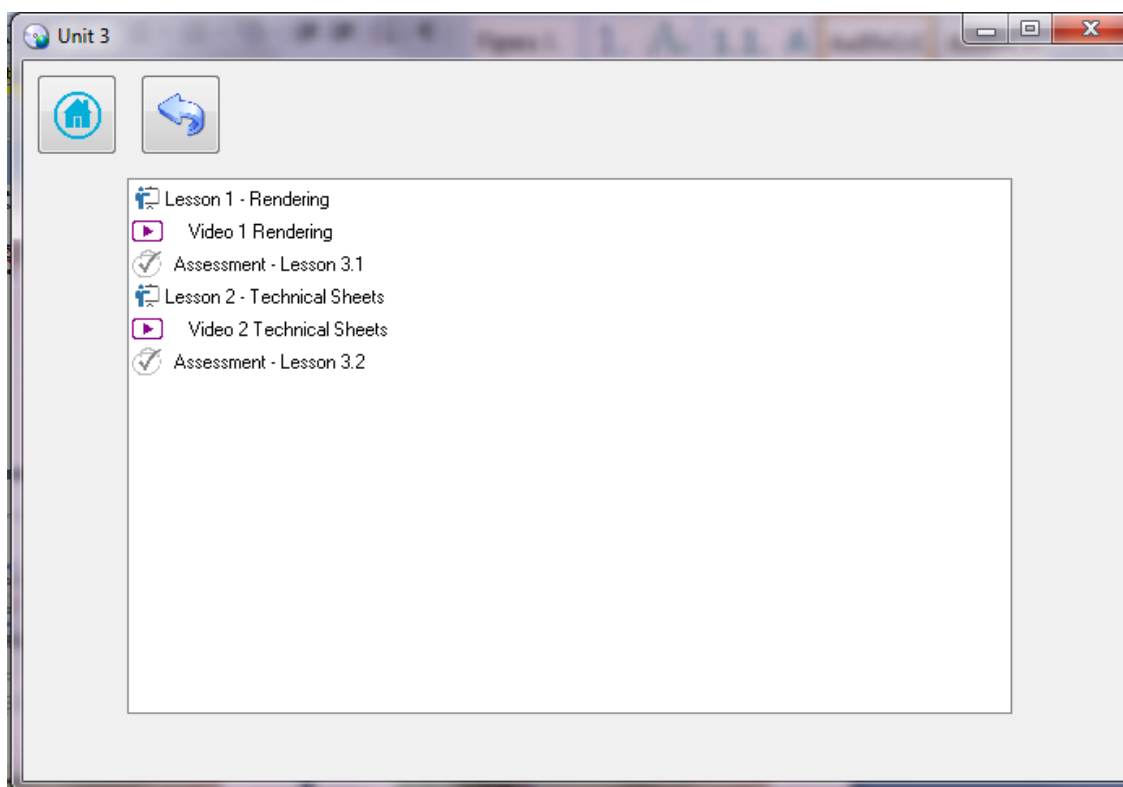 Unit 3
Lesson 1 - Rendering
Video 1 Rendering
Assessment - Lesson 3.1
Lesson 2 - Technical Sheets
Video 2 Technical Sheets
Assessment - Lesson 3.2